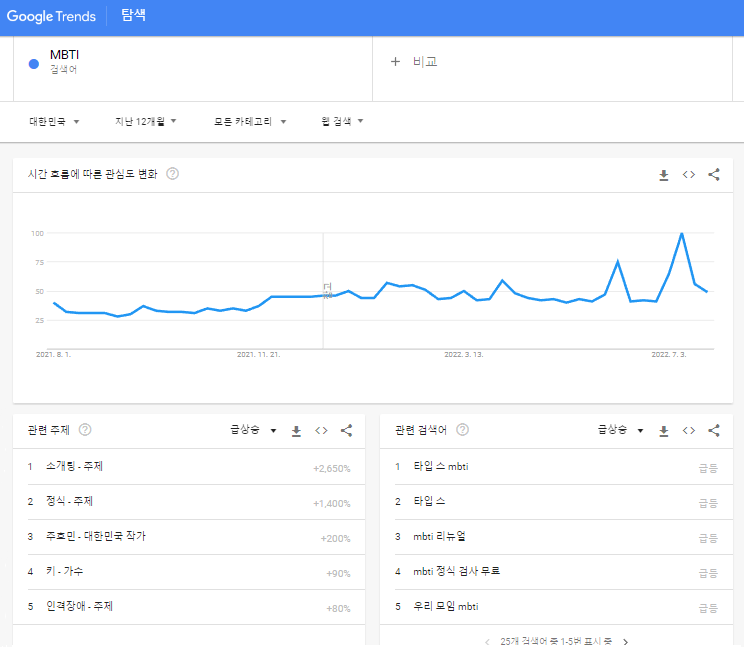 Google Trends 탐색
MBTI
검색어
+ 비교
대한민국 지난 12개월 모든 카테고리 웹 검색
시간 흐름에 따른 관심도 변화 ?
100
75
50
25
2021. 8. 1. 2021. 11. 21. 2022. 3. 13. 2022. 7. 3.
관련 주제 ? 급상승
1 소개팅 - 주제 +2,650%
2 정식 - 주제 +1,400%
3 주호민 - 대한민국 작가 +200%
4 키 - 가수 +90%
5 인격장애 - 주제 +80%
관련 검색어 ? 급상승
1 타입 스 mbti 급등
2 타입 스 급등
3 mbti 리뉴얼 급등
4 mbti 정식 검사 무료 급등
5 우리 모임 mbti 급등
25개 검색어 중 1-5번 표시 중